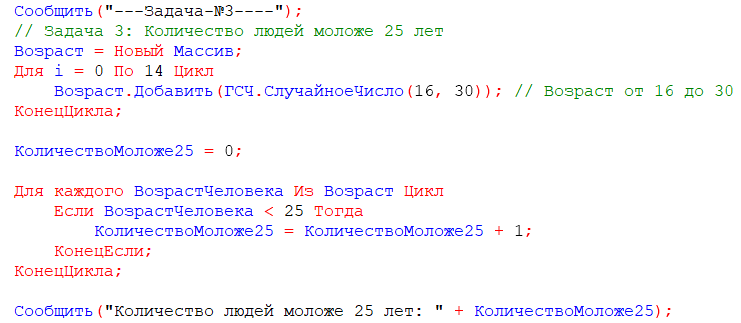 Сообщить("---Задача-№3----");
// Задача 3: Количество людей моложе 25 лет
Возраст = Новый Массив;
Для i = 0 По 14 Цикл
    Возраст.Добавить(ГСЧ.СлучайноеЧисло(16, 30)); // Возраст от 16 до 30
КонецЦикла;

КоличествоМоложе25 = 0;

Для каждого ВозрастЧеловека Из Возраст Цикл
    Если ВозрастЧеловека < 25 Тогда
        КоличествоМоложе25 = КоличествоМоложе25 + 1;
    КонецЕсли;
КонецЦикла;

Сообщить("Количество людей моложе 25 лет: " + КоличествоМоложе25);